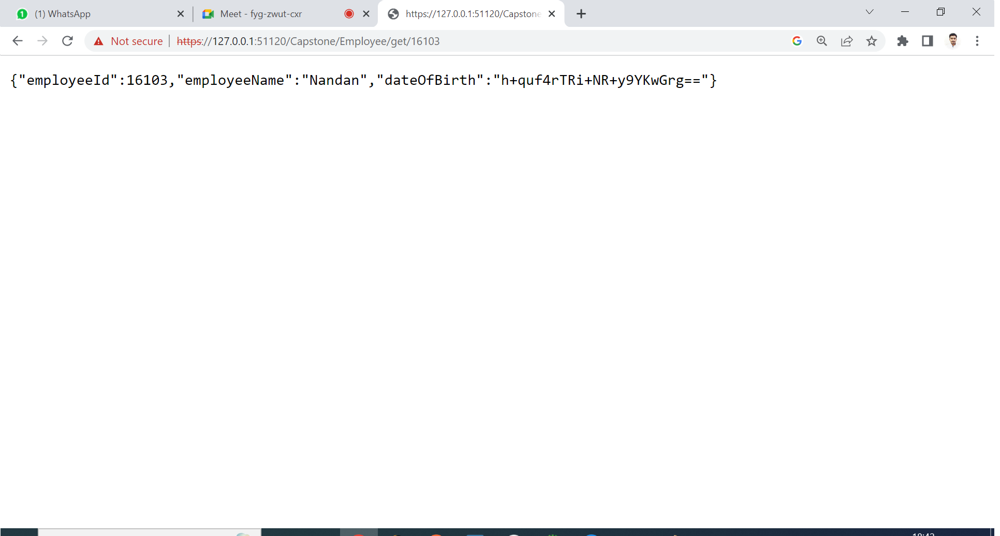 (1) WhatsApp
Meet - fyg-zwut-cxr
https://127.0.0.1:51120/Capstone
Not secure
https://127.0.0.1:51120/Capstone/Employee/get/16103
{"employeeId":16103,"employeeName":"Nandan","dateOfBirth":"h+quf4rTRi+NR+y9YKwGrg=="}